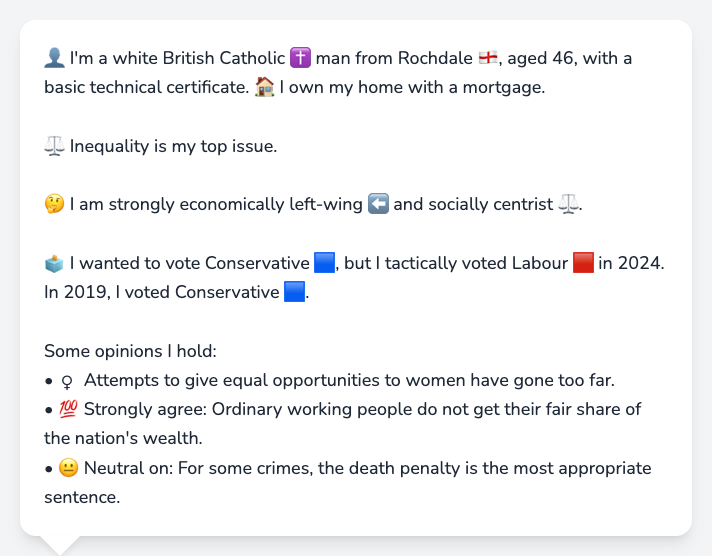 👤 I'm a white British Catholic ✝️ man from Rochdale 🏴󠁧󠁢󠁥󠁮󠁧󠁿, aged 46, with a
basic technical certificate. 🏠 I own my home with a mortgage.
⚖️ Inequality is my top issue.
🤔 I am strongly economically left-wing ⬅️ and socially centrist ⚖️.
🗳️ I wanted to vote Conservative 🟦, but I tactically voted Labour 🟥 in 2024.
In 2019, I voted Conservative 🟦.
Some opinions I hold:
• ♀ Attempts to give equal opportunities to women have gone too far.
• 💯 Strongly agree: Ordinary working people do not get their fair share of
the nation's wealth.
• 😐 Neutral on: For some crimes, the death penalty is the most appropriate
sentence.